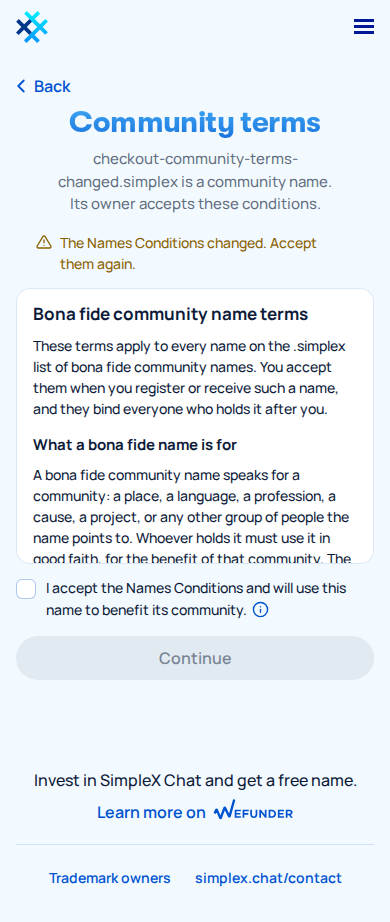 Back
Community terms
checkout-community-terms-
changed.simplex is a community name.
Its owner accepts these conditions.
The Names Conditions changed. Accept
them again.
Bona fide community name terms
These terms apply to every name on the .simplex
list of bona fide community names. You accept
them when you register or receive such a name,
and they bind everyone who holds it after you.
What a bona fide name is for
A bona fide community name speaks for a
community: a place, a language, a profession, a
cause, a project, or any other group of people the
name points to. Whoever holds it must use it in
good faith, for the benefit of that community. The
I accept the Names Conditions and will use this
name to benefit its community.
Continue
Invest in SimpleX Chat and get a free name.
Learn more on WEFUNDER
Trademark owners simplex.chat/contact